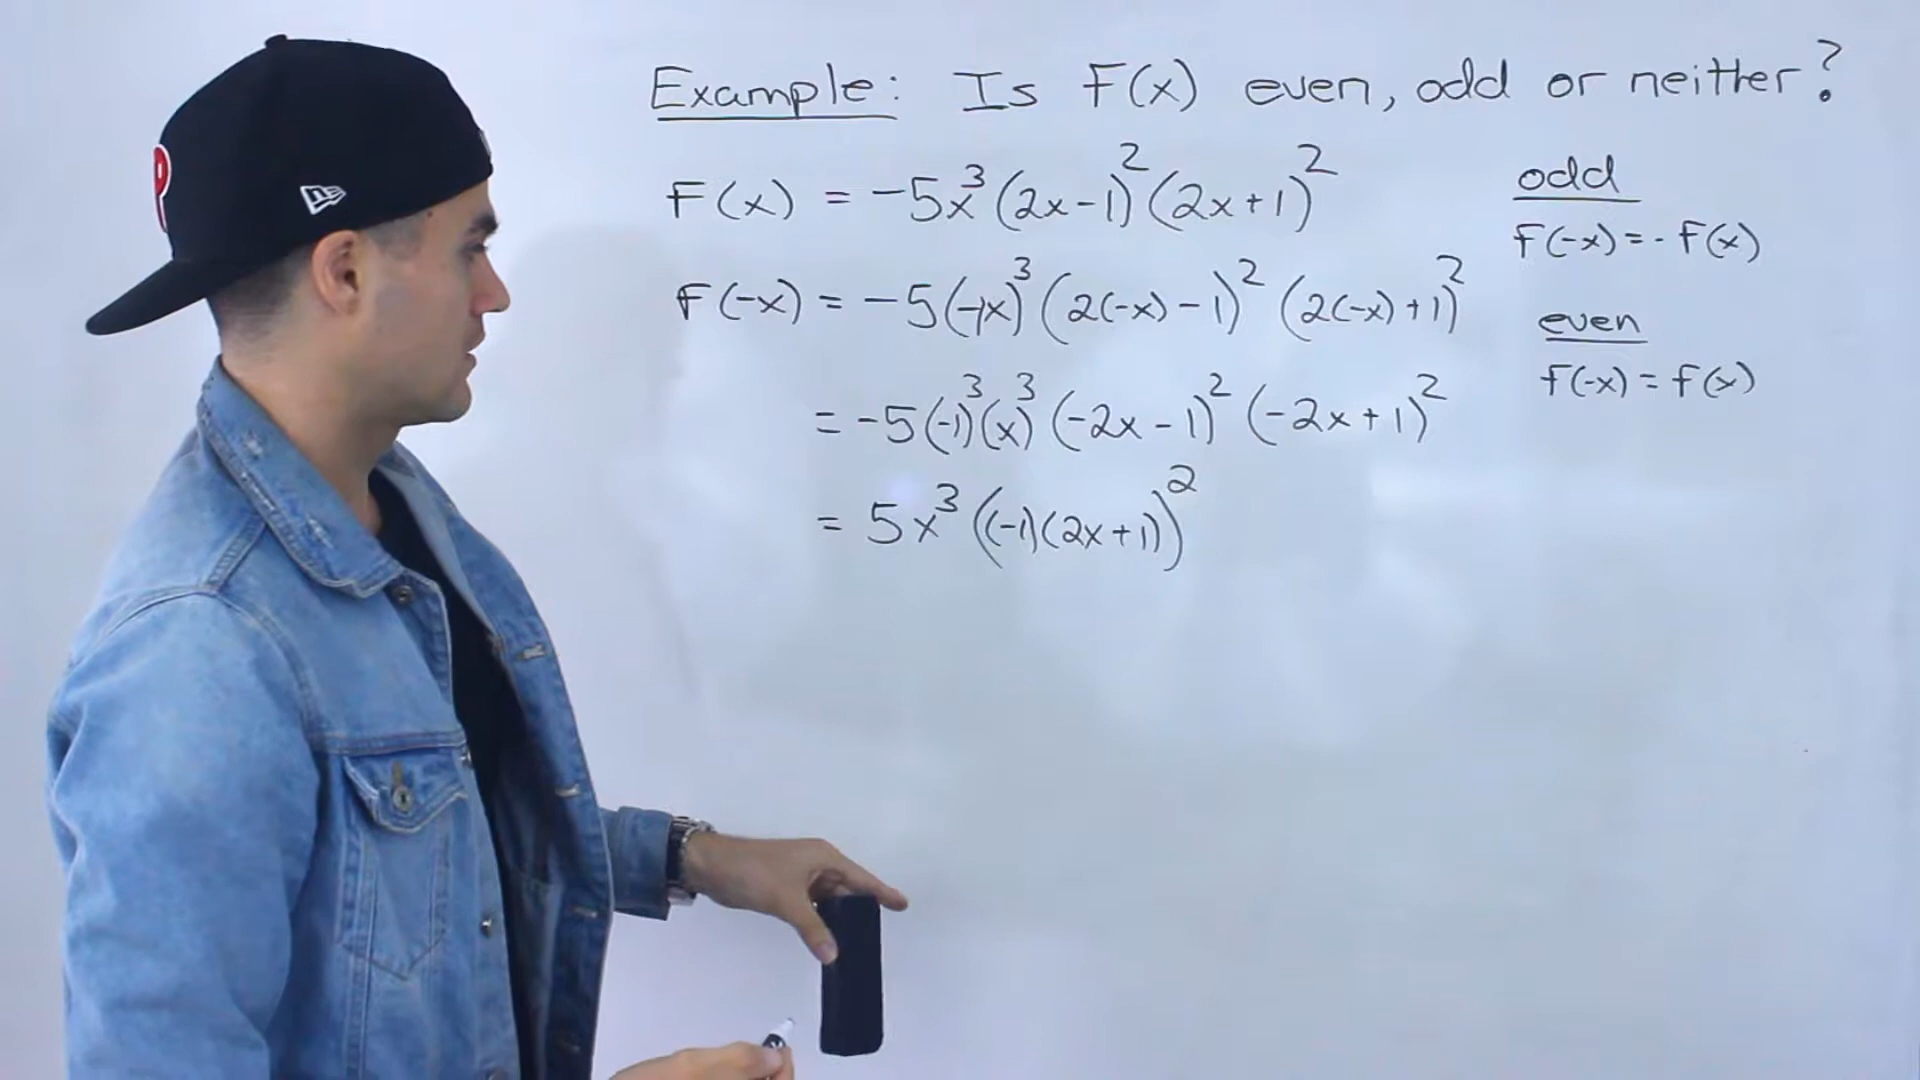 Example: Is F(x) even, odd or neither?
F(x) = -5x³(2x-1)²(2x+1)²
F(-x) = -5(-1x)³(2(-x)-1)²(2(-x)+1)²
= -5(-1)³(x)³(-2x-1)²(-2x+1)²
= 5x³((-1)(2x+1))²
odd
F(-x) = -F(x)
even
F(-x) = F(x)
P